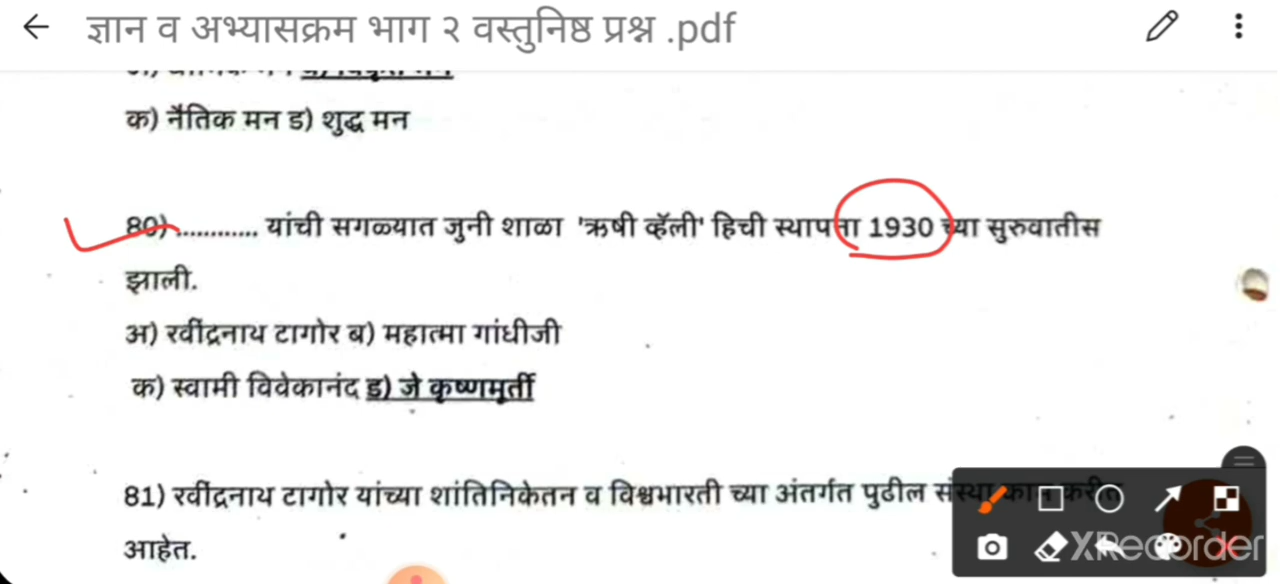 ज्ञान व अभ्यासक्रम भाग २ वस्तुनिष्ठ प्रश्न .pdf
क) नैतिक मन ड) शुद्ध मन
80) ............ यांची सगळ्यात जुनी शाळा 'ऋषी व्हॅली' हिची स्थापना 1930 च्या सुरुवातीस
झाली.
अ) रवींद्रनाथ टागोर ब) महात्मा गांधीजी
क) स्वामी विवेकानंद ड) जे कृष्णमूर्ती
81) रवींद्रनाथ टागोर यांच्या शांतिनिकेतन व विश्वभारती च्या अंतर्गत पुढील संस्था काम करीत
आहेत.
XRecorder